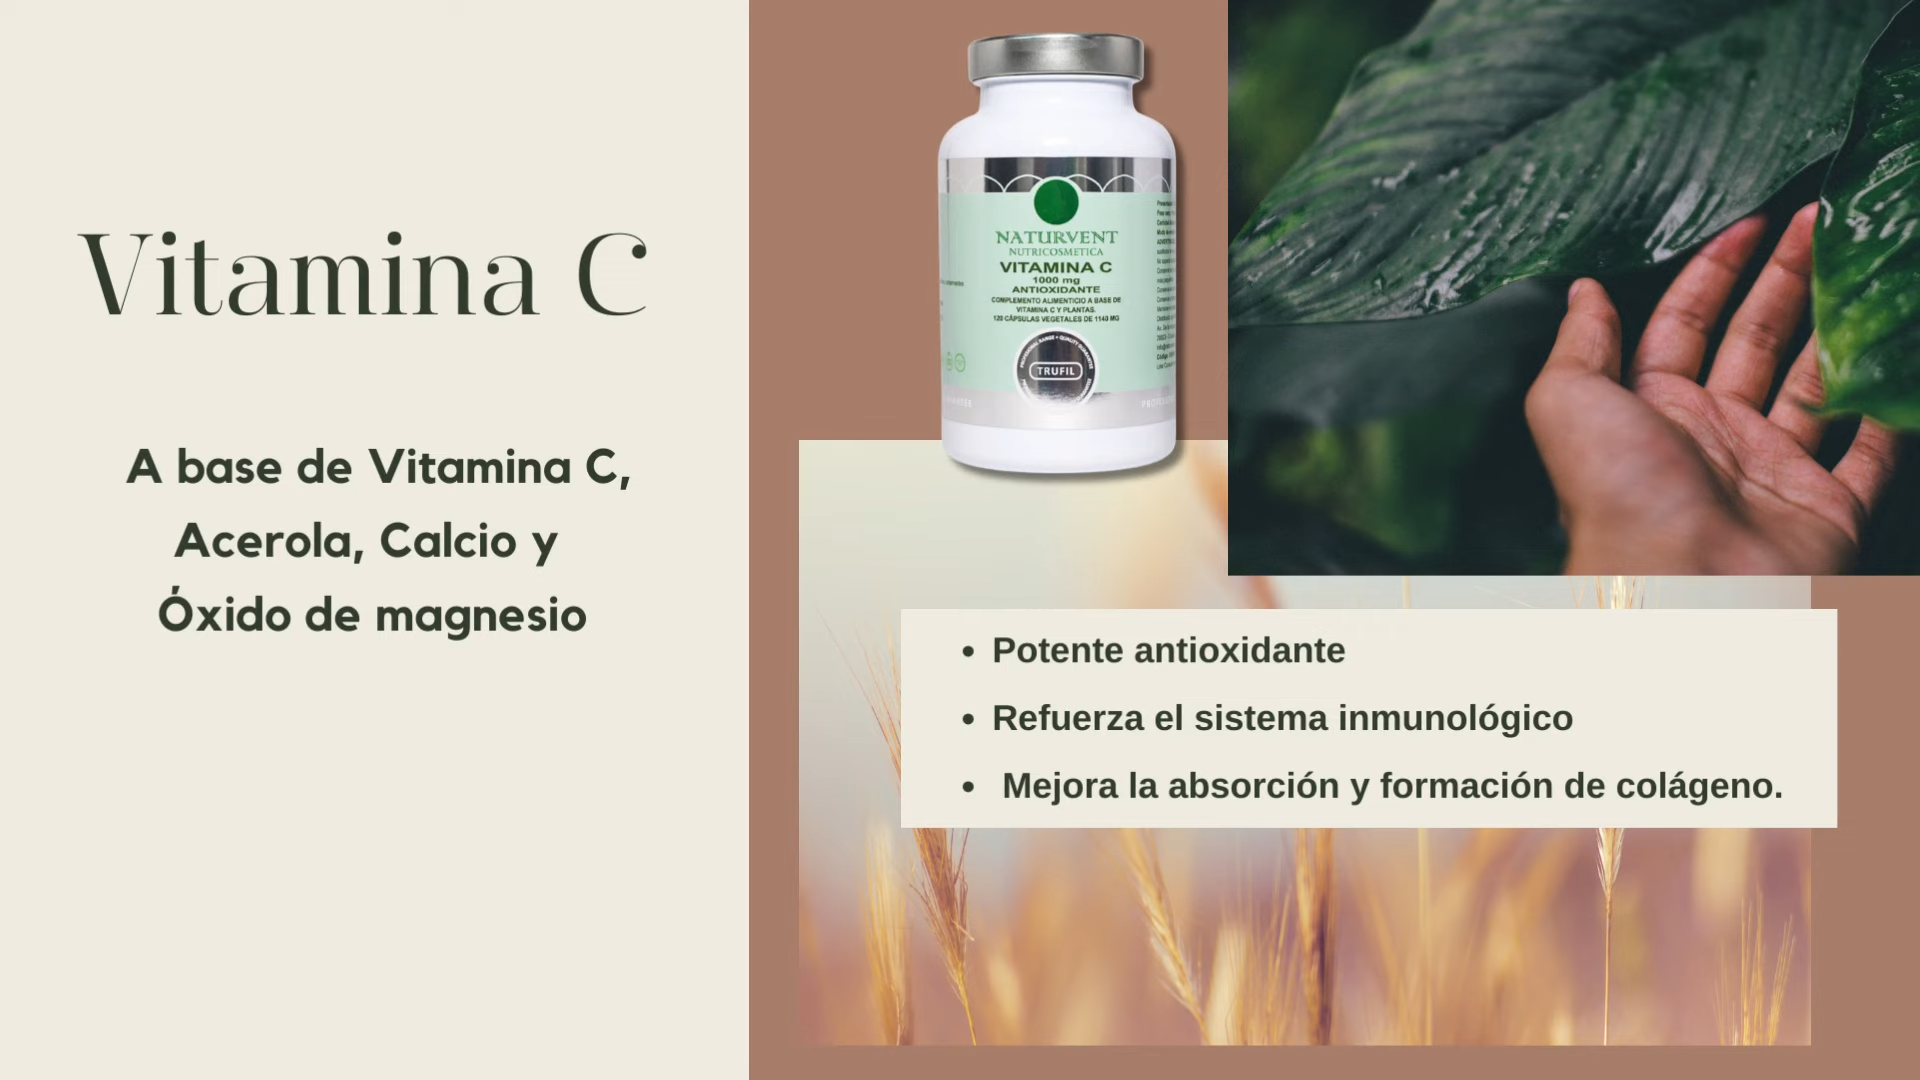 Vitamina C
A base de Vitamina C,
Acerola, Calcio y
Óxido de magnesio
NATURVENT
NUTRICOSMETICA
VITAMINA C
1000 mg
ANTIOXIDANTE
COMPLEMENTO ALIMENTICIO A BASE DE
VITAMINA C Y PLANTAS.
120 CÁPSULAS VEGETALES DE 1140 MG
TRUFIL
• Potente antioxidante
• Refuerza el sistema inmunológico
• Mejora la absorción y formación de colágeno.